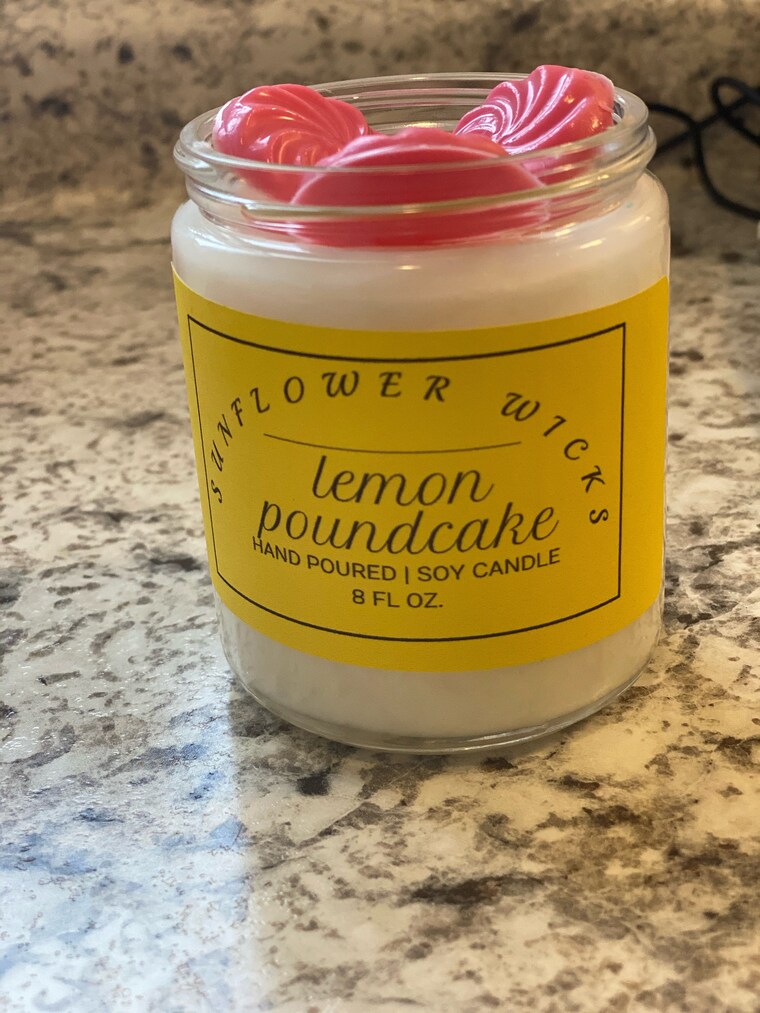 SUNFLOWER WICKS
lemon
poundcake
HAND POURED | SOY CANDLE
8 FL OZ.